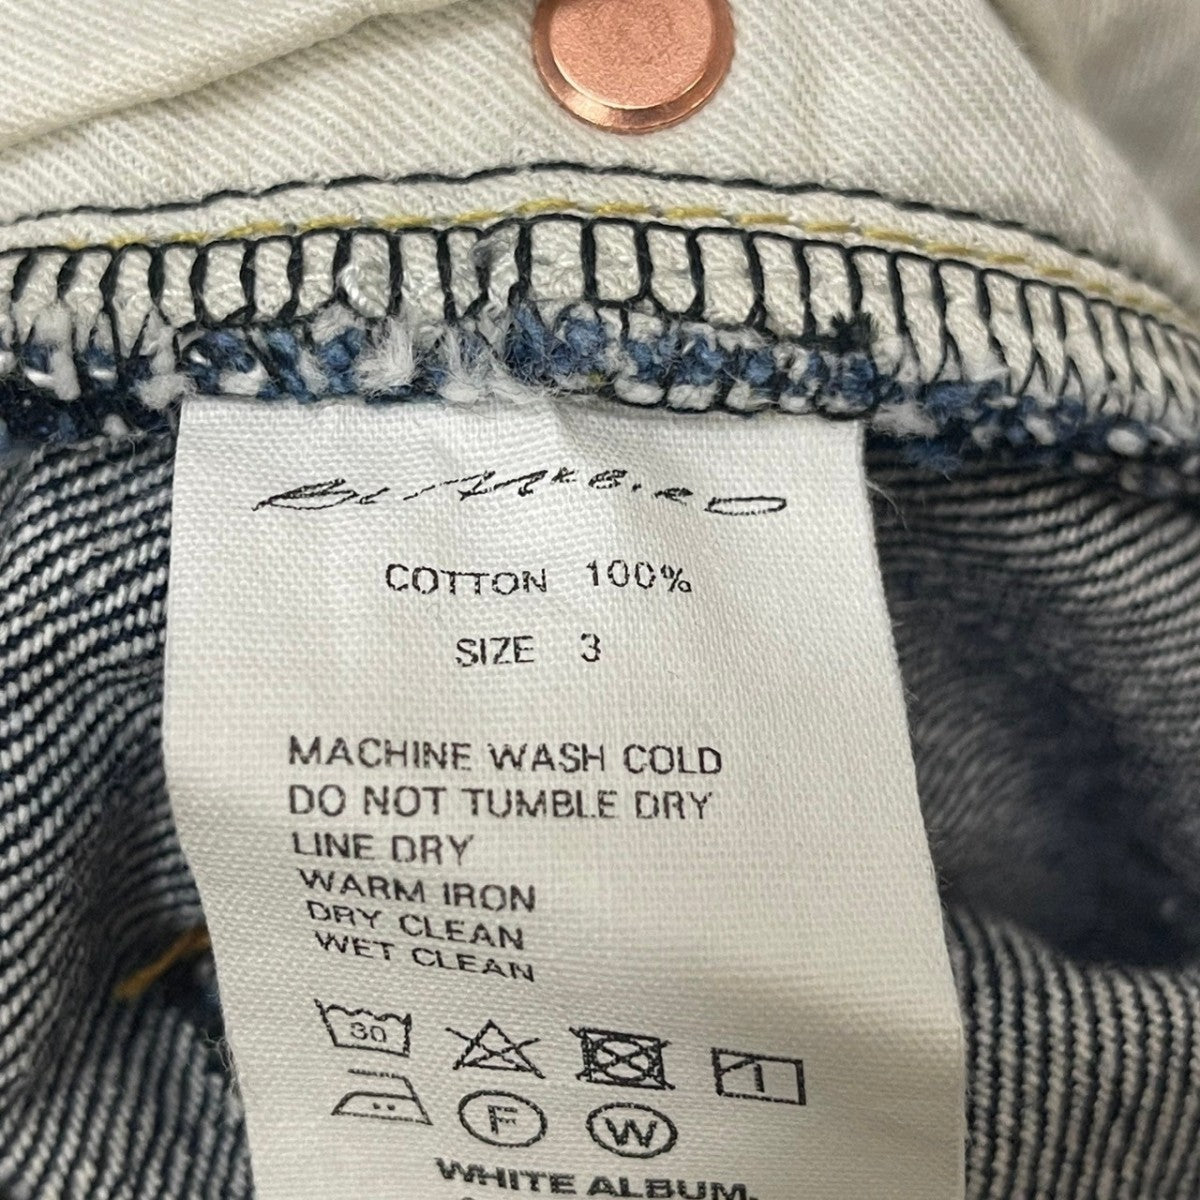 COTTON 100%
SIZE 3
MACHINE WASH COLD
DO NOT TUMBLE DRY
LINE DRY
WARM IRON
DRY CLEAN
WET CLEAN
30
F W
WHITE ALBUM.